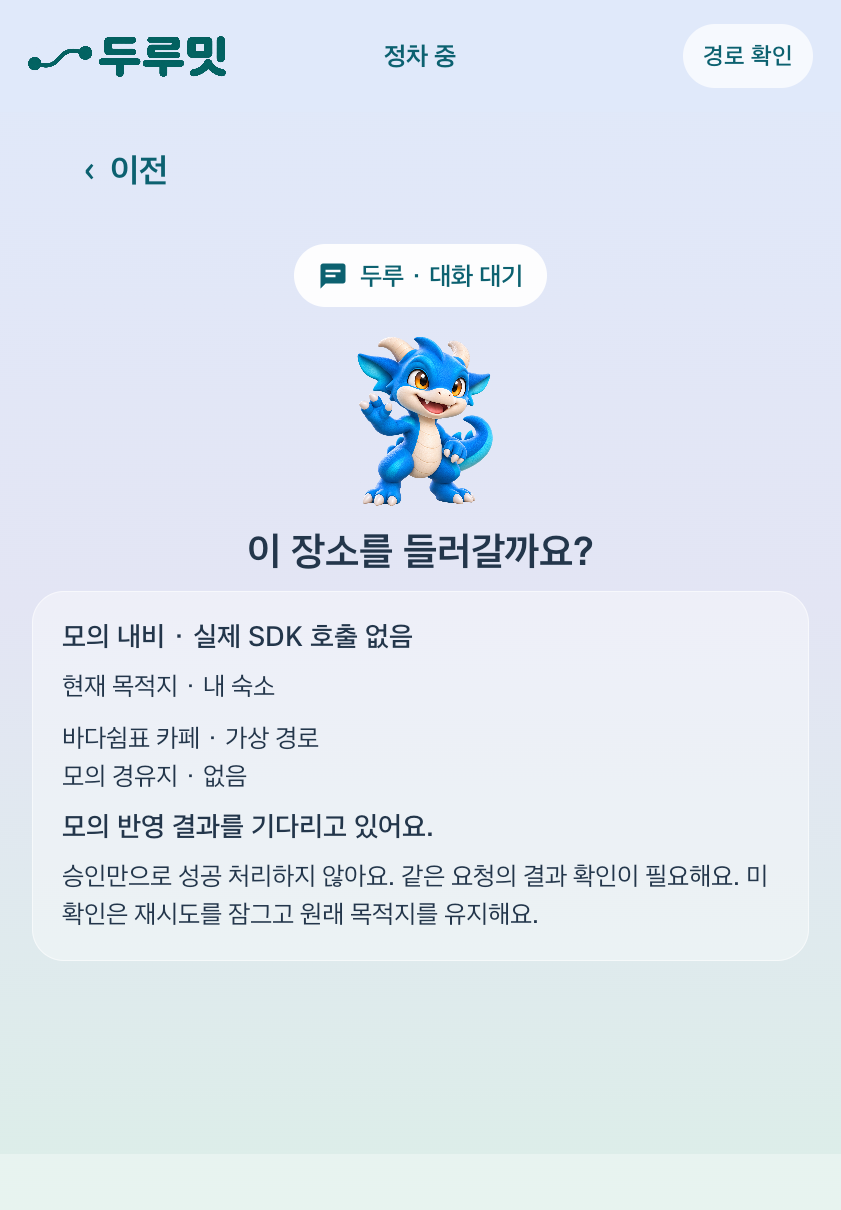 두루밋
정차 중
경로 확인
‹ 이전
두루 · 대화 대기
이 장소를 들러갈까요?
모의 내비 · 실제 SDK 호출 없음
현재 목적지 · 내 숙소
바다쉼표 카페 · 가상 경로
모의 경유지 · 없음
모의 반영 결과를 기다리고 있어요.
승인만으로 성공 처리하지 않아요. 같은 요청의 결과 확인이 필요해요. 미
확인은 재시도를 잠그고 원래 목적지를 유지해요.